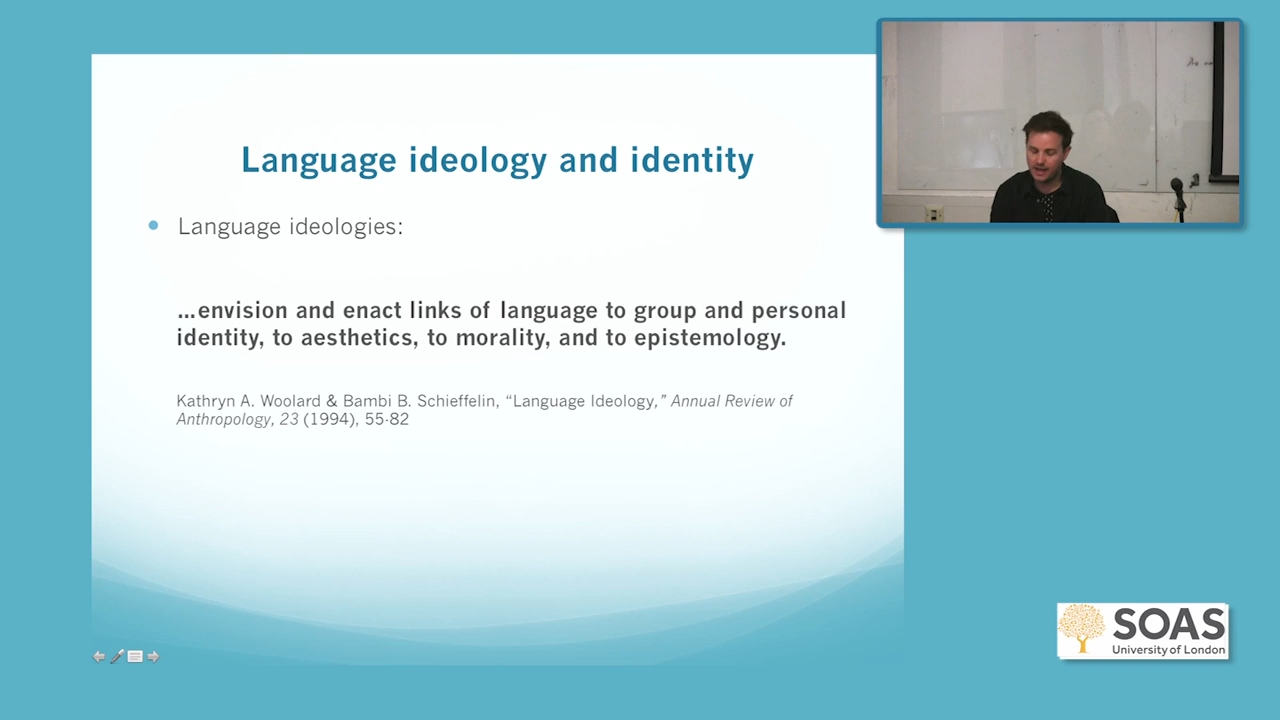 Language ideology and identity
Language ideologies:
...envision and enact links of language to group and personal
identity, to aesthetics, to morality, and to epistemology.
Kathryn A. Woolard & Bambi B. Schieffelin, “Language Ideology,” Annual Review of
Anthropology, 23 (1994), 55-82
SOAS
University of London